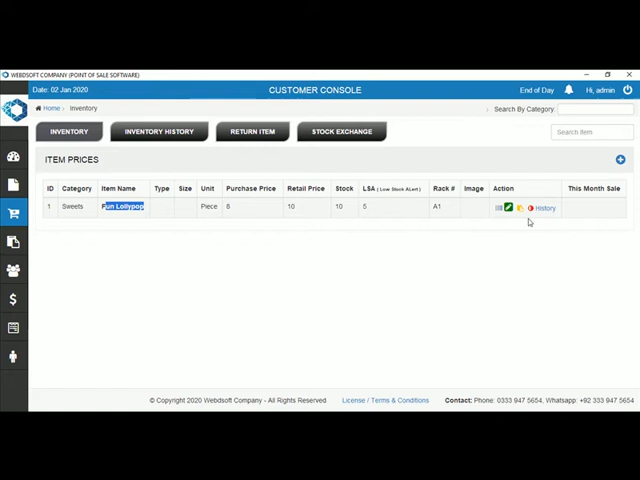 WEBDSOFT COMPANY (POINT OF SALE SOFTWARE)
Date: 02 Jan 2020 CUSTOMER CONSOLE End of Day Hi, admin
Home > Inventory Search By Category:
INVENTORY INVENTORY HISTORY RETURN ITEM STOCK EXCHANGE Search Item
ITEM PRICES
ID Category Item Name Type Size Unit Purchase Price Retail Price Stock LSA ( Low Stock ALert ) Rack # Image Action This Month Sale
1 Sweets Fun Lollypop Piece 8 10 10 5 A1 History
© Copyright 2020 Webdsoft Company - All Rights Reserved License / Terms & Conditions Contact: Phone: 0333 947 5654, Whatsapp: +92 333 947 5654